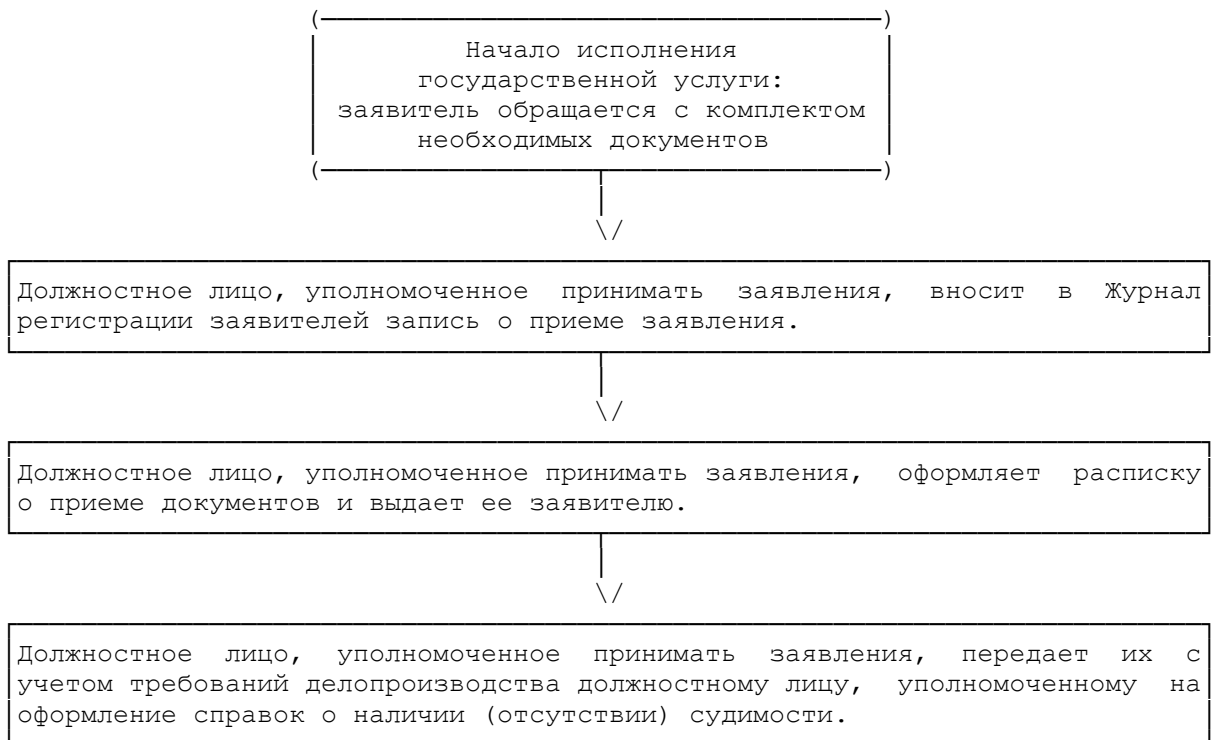 Начало исполнения
государственной услуги:
заявитель обращается с комплектом
необходимых документов
Должностное лицо, уполномоченное принимать заявления, вносит в Журнал
регистрации заявителей запись о приеме заявления.
Должностное лицо, уполномоченное принимать заявления, оформляет расписку
о приеме документов и выдает ее заявителю.
Должностное лицо, уполномоченное принимать заявления, передает их с
учетом требований делопроизводства должностному лицу, уполномоченному на
оформление справок о наличии (отсутствии) судимости.